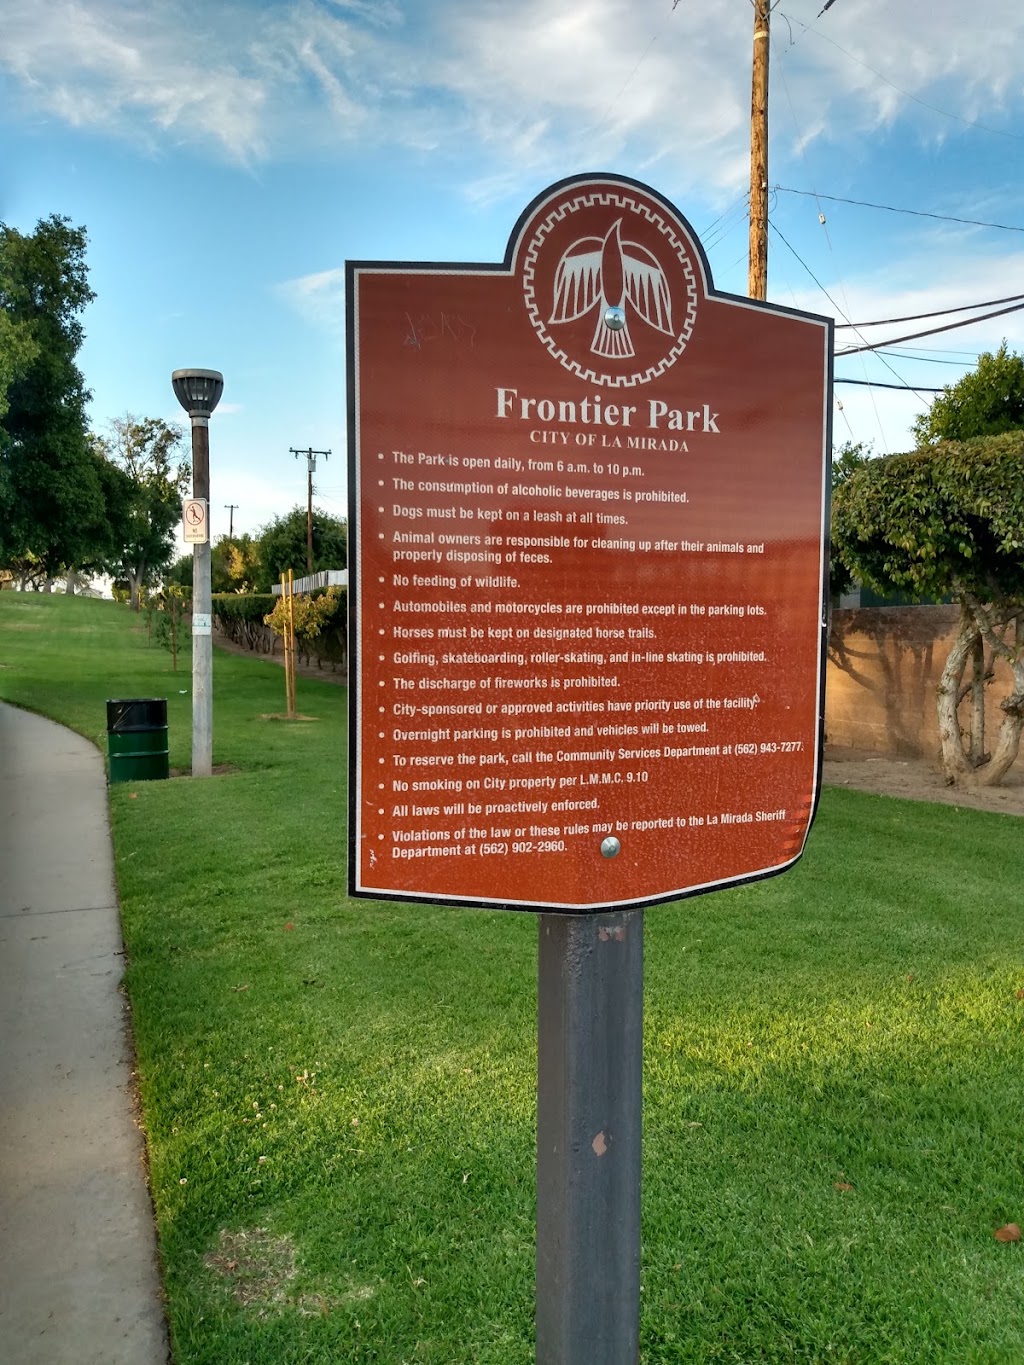 Frontier Park
CITY OF LA MIRADA
• The Park is open daily, from 6 a.m. to 10 p.m.
• The consumption of alcoholic beverages is prohibited.
• Dogs must be kept on a leash at all times.
• Animal owners are responsible for cleaning up after their animals and
properly disposing of feces.
• No feeding of wildlife.
• Automobiles and motorcycles are prohibited except in the parking lots.
• Horses must be kept on designated horse trails.
• Golfing, skateboarding, roller-skating, and in-line skating is prohibited.
• The discharge of fireworks is prohibited.
• City-sponsored or approved activities have priority use of the facility.
• Overnight parking is prohibited and vehicles will be towed.
• To reserve the park, call the Community Services Department at (562) 943-7277.
• No smoking on City property per L.M.M.C. 9.10
• All laws will be proactively enforced.
• Violations of the law or these rules may be reported to the La Mirada Sheriff
Department at (562) 902-2960.